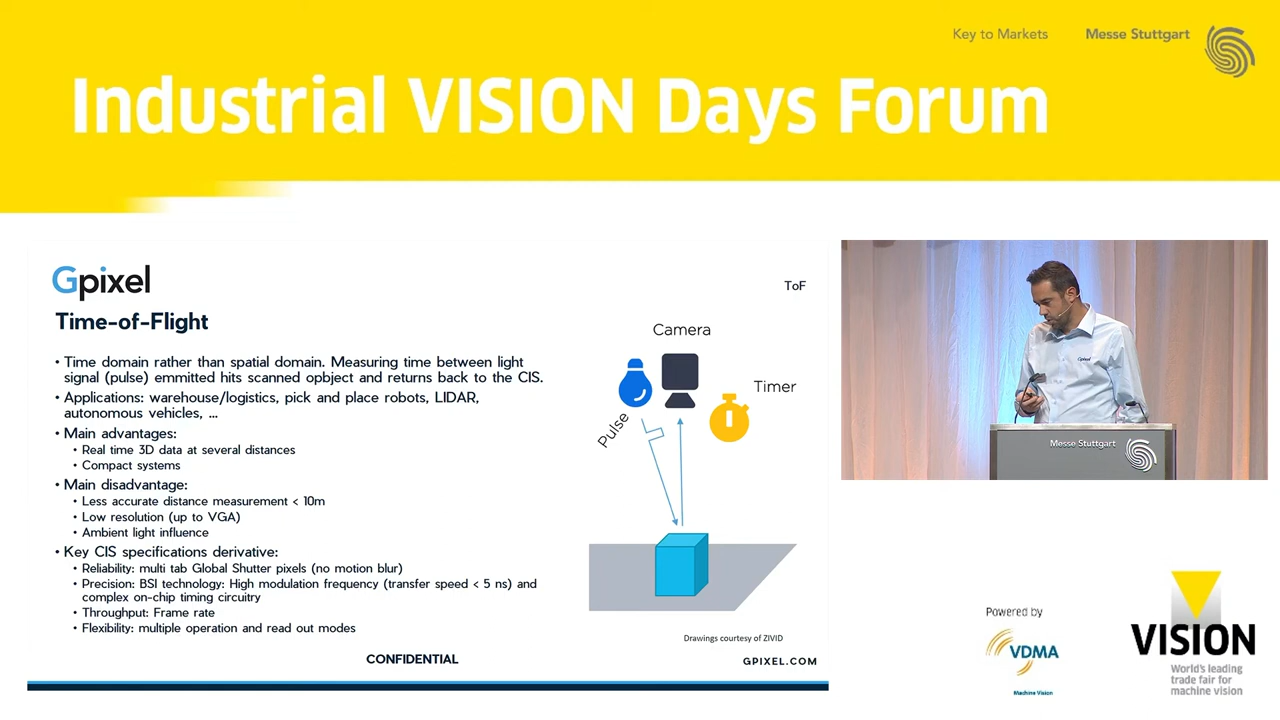 Key to Markets
Messe Stuttgart
Industrial VISION Days Forum
Gpixel
ToF
Time-of-Flight
• Time domain rather than spatial domain. Measuring time between light
signal (pulse) emmitted hits scanned opbject and returns back to the CIS.
• Applications: warehouse/logistics, pick and place robots, LIDAR,
autonomous vehicles, ...
• Main advantages:
• Real time 3D data at several distances
• Compact systems
• Main disadvantage:
• Less accurate distance measurement < 10m
• Low resolution (up to VGA)
• Ambient light influence
• Key CIS specifications derivative:
• Reliability: multi tab Global Shutter pixels (no motion blur)
• Precision: BSI technology: High modulation frequency (transfer speed < 5 ns) and
complex on-chip timing circuitry
• Throughput: Frame rate
• Flexibility: multiple operation and read out modes
Camera
Timer
Pulse
Drawings courtesy of ZIVID
CONFIDENTIAL
GPIXEL.COM
Gpixel
Messe Stuttgart
Powered by
VDMA
Machine Vision
VISION
World's leading
trade fair for
machine vision